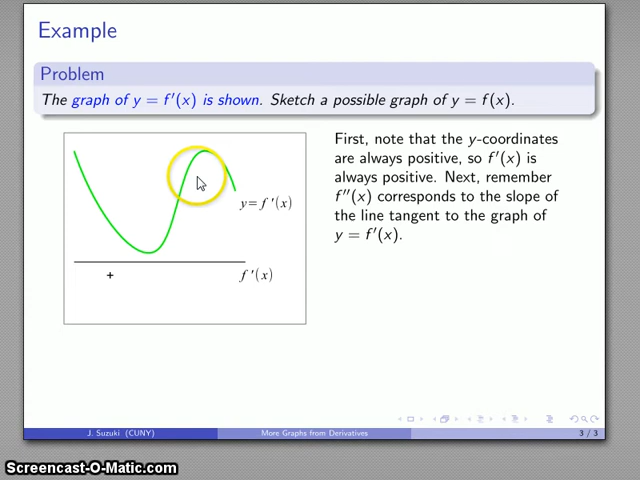 Example
Problem
The graph of y = f′(x) is shown. Sketch a possible graph of y = f(x).
First, note that the y-coordinates
are always positive, so f′(x) is
always positive. Next, remember
f″(x) corresponds to the slope of
the line tangent to the graph of
y = f′(x).
y= f '(x)
+ f '(x)
J. Suzuki (CUNY) More Graphs from Derivatives 3 / 3
Screencast-O-Matic.com